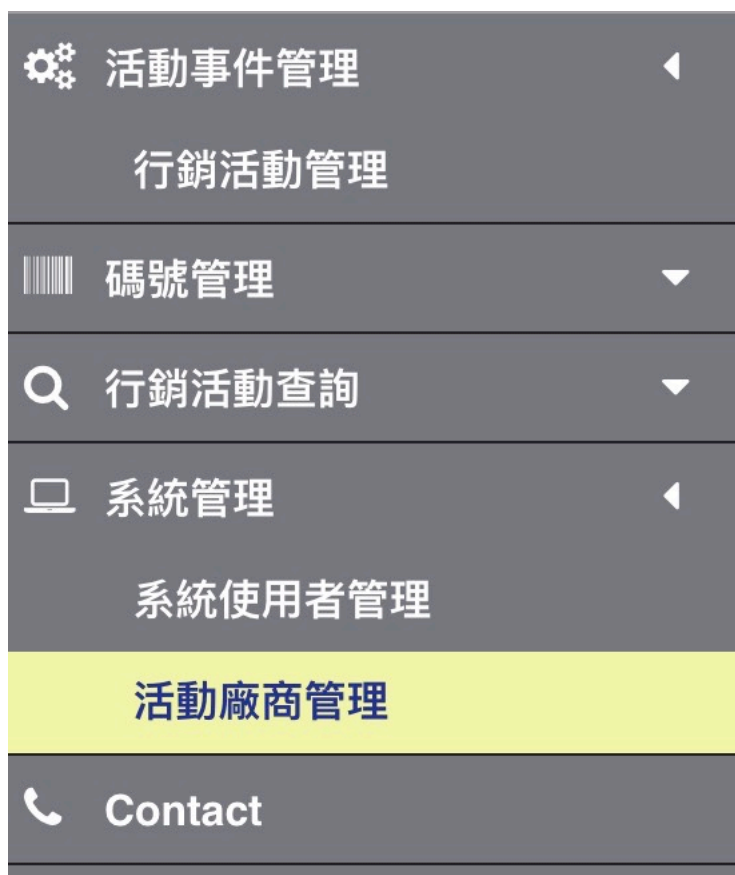 活動事件管理
行銷活動管理
碼號管理
行銷活動查詢
系統管理
系統使用者管理
活動廠商管理
Contact